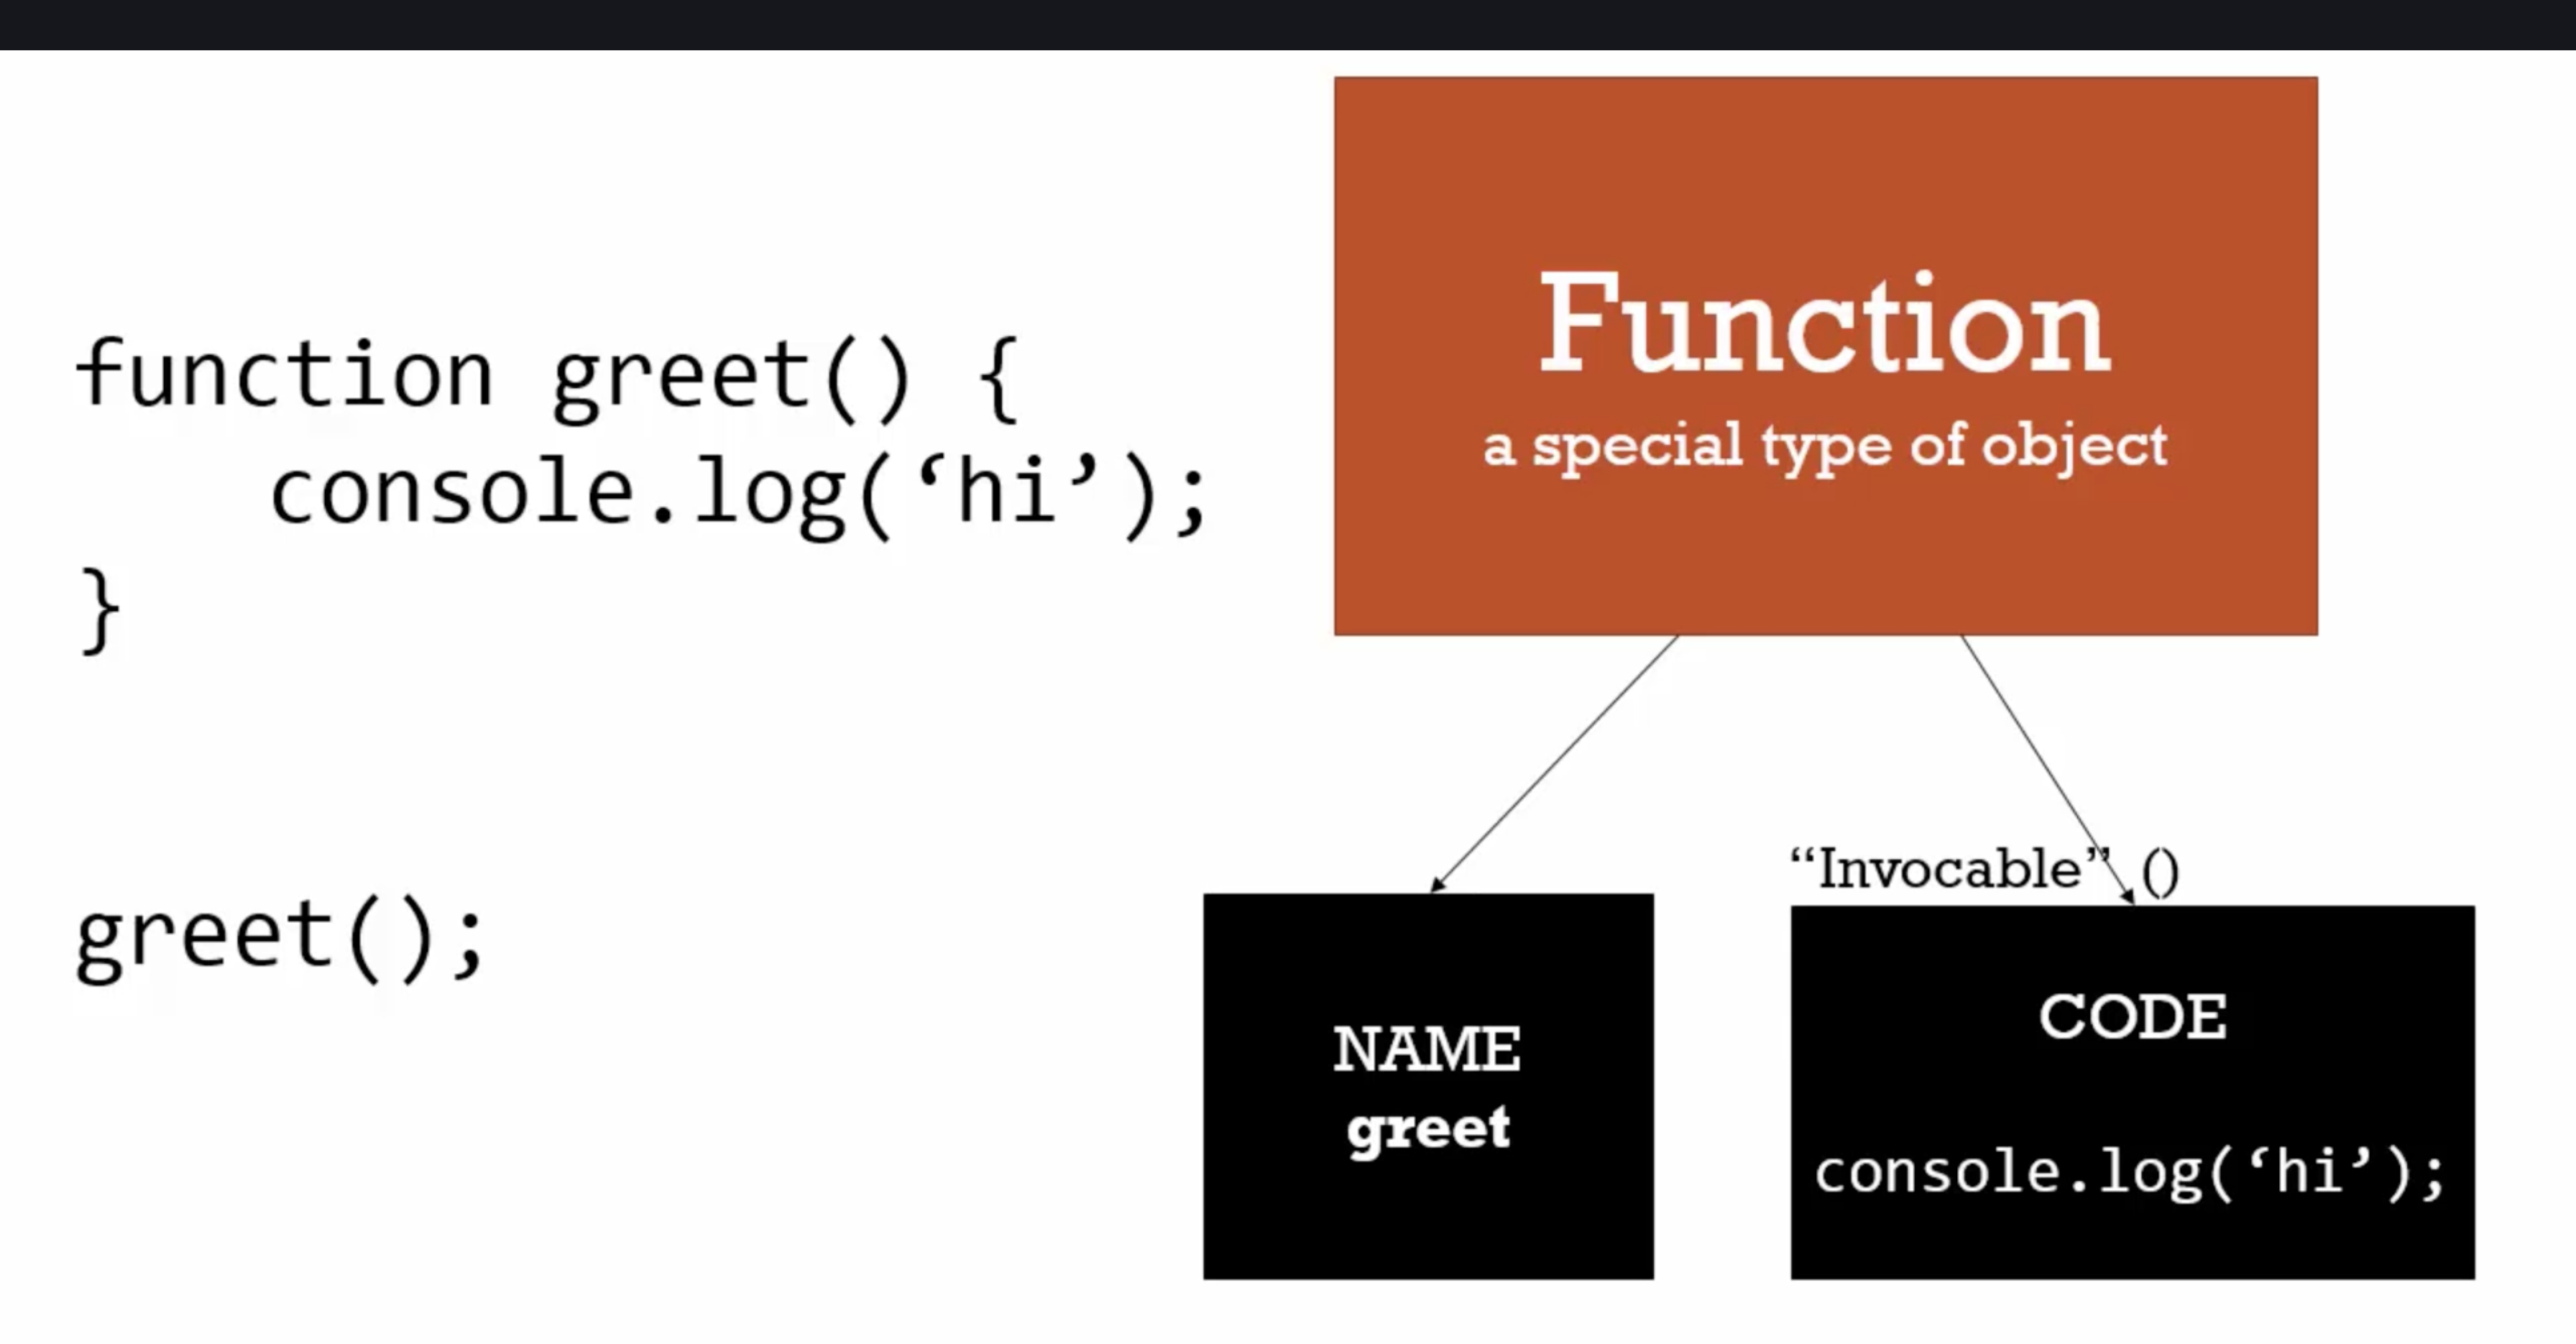 function greet() {
    console.log(‘hi’);
}
greet();
Function
a special type of object
NAME
greet
“Invocable” ()
CODE
console.log(‘hi’);